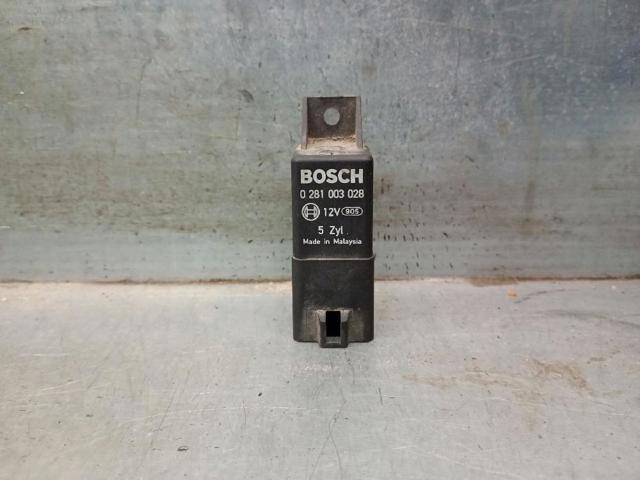 BOSCH
0 281 003 028
12V 905
5 Zyl.
Made in Malaysia